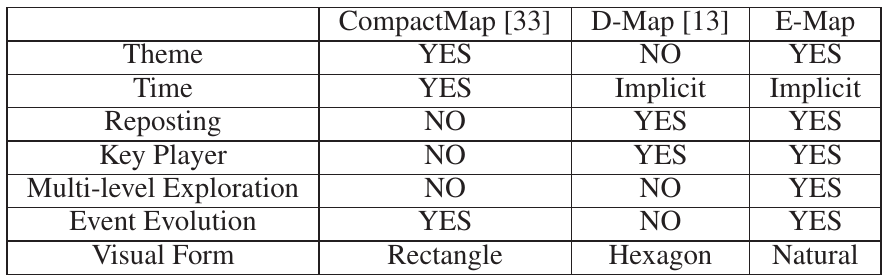 CompactMap [33] D-Map [13] E-Map
Theme YES NO YES
Time YES Implicit Implicit
Reposting NO YES YES
Key Player NO YES YES
Multi-level Exploration NO NO YES
Event Evolution YES NO YES
Visual Form Rectangle Hexagon Natural